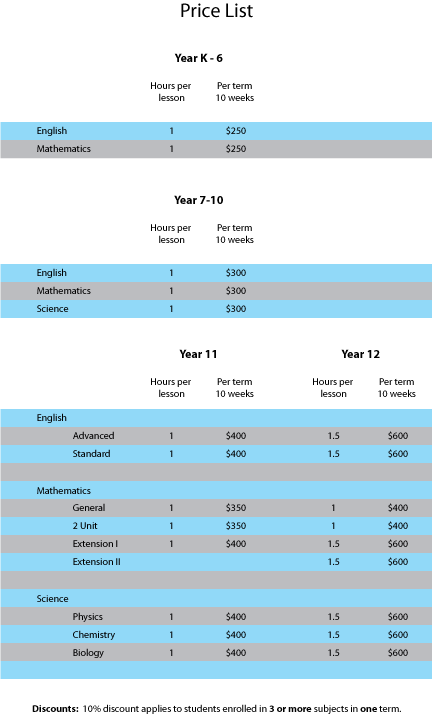 Price List
Year K - 6
Hours per Per term
lesson 10 weeks
English 1 $250
Mathematics 1 $250
Year 7-10
Hours per Per term
lesson 10 weeks
English 1 $300
Mathematics 1 $300
Science 1 $300
Year 11 Year 12
Hours per Per term Hours per Per term
lesson 10 weeks lesson 10 weeks
English
Advanced 1 $400 1.5 $600
Standard 1 $400 1.5 $600
Mathematics
General 1 $350 1 $400
2 Unit 1 $350 1 $400
Extension I 1 $400 1.5 $600
Extension II 1.5 $600
Science
Physics 1 $400 1.5 $600
Chemistry 1 $400 1.5 $600
Biology 1 $400 1.5 $600
Discounts: 10% discount applies to students enrolled in 3 or more subjects in one term.